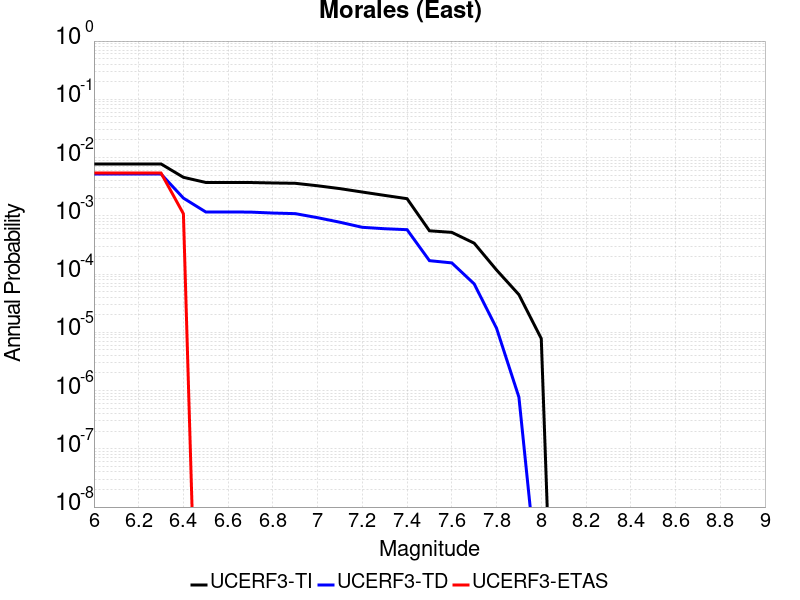 Morales (East)
10^0
10^-1
10^-2
10^-3
10^-4
10^-5
10^-6
10^-7
10^-8
Annual Probability
6 6.2 6.4 6.6 6.8 7 7.2 7.4 7.6 7.8 8 8.2 8.4 8.6 8.8 9
Magnitude
UCERF3-TI UCERF3-TD UCERF3-ETAS